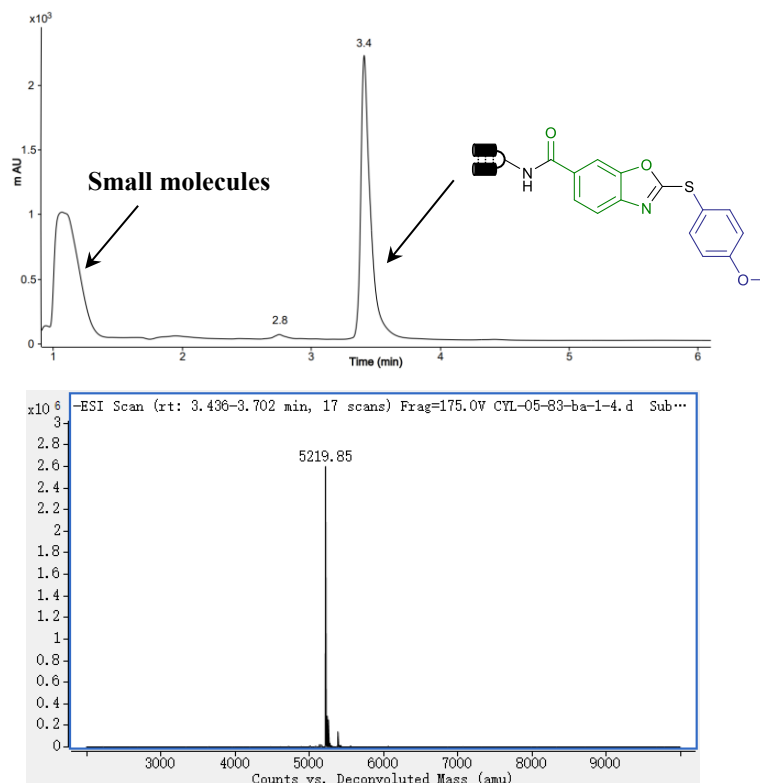 x10³
3.4
2
1.5
m AU
Small molecules
1
0.5
2.8
0
1 2 3 4 5 6
Time (min)
O
NH
O
N
S
O
x10 6
-ESI Scan (rt: 3.436-3.702 min, 17 scans) Frag=175.0V CYL-05-83-ba-1-4.d Sub···
3
2.8
5219.85
2.6
2.4
2.2
2
1.8
1.6
1.4
1.2
1
0.8
0.6
0.4
0.2
0
3000 4000 5000 6000 7000 8000 9000
Counts vs. Deconvoluted Mass (amu)